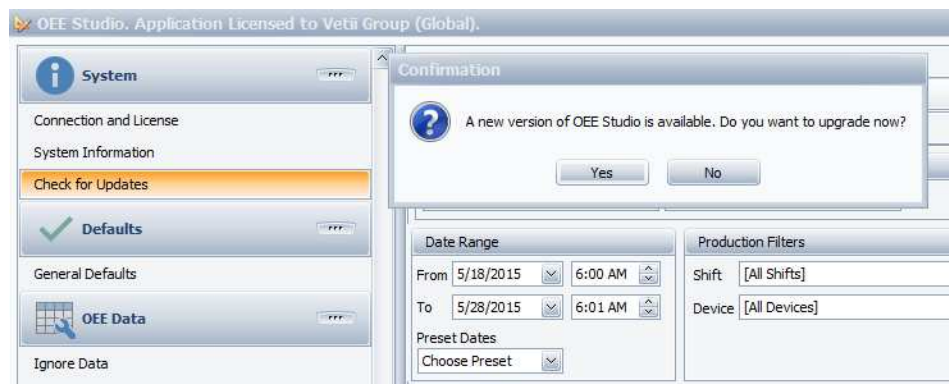 OEE Studio. Application Licensed to Vetii Group (Global).
System
Connection and License
System Information
Check for Updates
Defaults
General Defaults
OEE Data
Ignore Data
Confirmation
A new version of OEE Studio is available. Do you want to upgrade now?
Yes No
Date Range
From 5/18/2015 6:00 AM
To 5/28/2015 6:01 AM
Preset Dates
Choose Preset
Production Filters
Shift [All Shifts]
Device [All Devices]